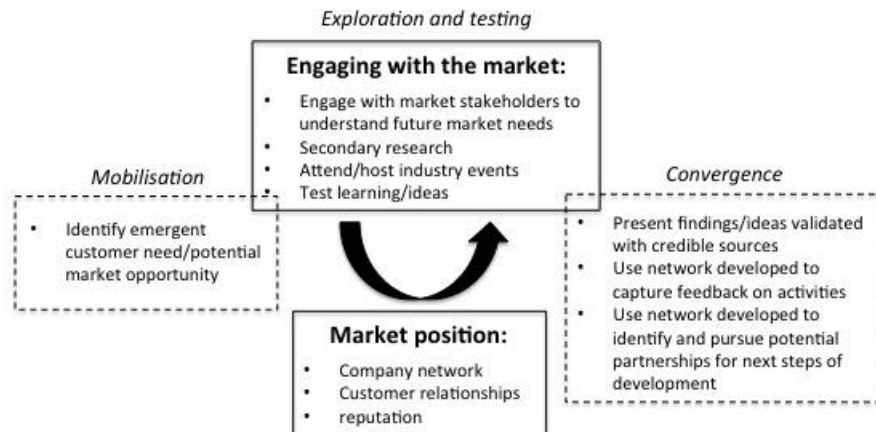 Exploration and testing
Engaging with the market:
• Engage with market stakeholders to
understand future market needs
• Secondary research
• Attend/host industry events
• Test learning/ideas
Mobilisation
• Identify emergent
customer need/potential
market opportunity
Convergence
• Present findings/ideas validated
with credible sources
• Use network developed to
capture feedback on activities
• Use network developed to
identify and pursue potential
partnerships for next steps of
development
Market position:
• Company network
• Customer relationships
• reputation